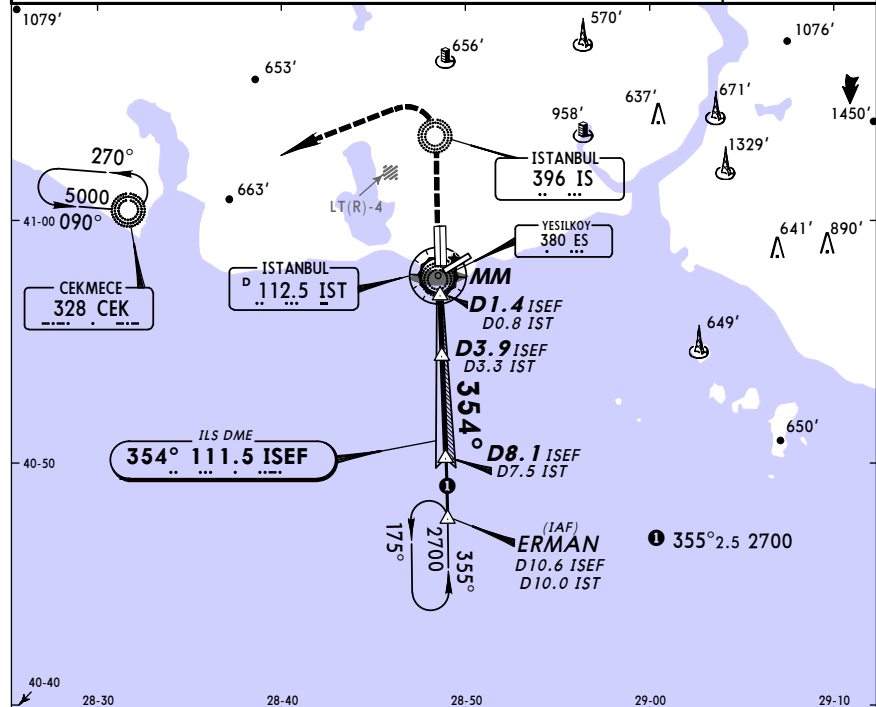 1079'
570'
1076'
656'
653'
637'
671'
958'
1450'
1329'
ISTANBUL
396 IS
270°
5000
090°
663'
LT(R)-4
41-00
YESILKOY
380 ES
641'
890'
CEKMECE
328 CEK
ISTANBUL
D 112.5 IST
MM
D1.4 ISEF
D0.8 IST
649'
D3.9 ISEF
D3.3 IST
354°
650'
ILS DME
354° 111.5 ISEF
D8.1 ISEF
D7.5 IST
40-50
1
175°
2700
355°
(IAF)
ERMAN
D10.6 ISEF
D10.0 IST
1 355° 2.5 2700
40-40
28-30
28-40
28-50
29-00
29-10